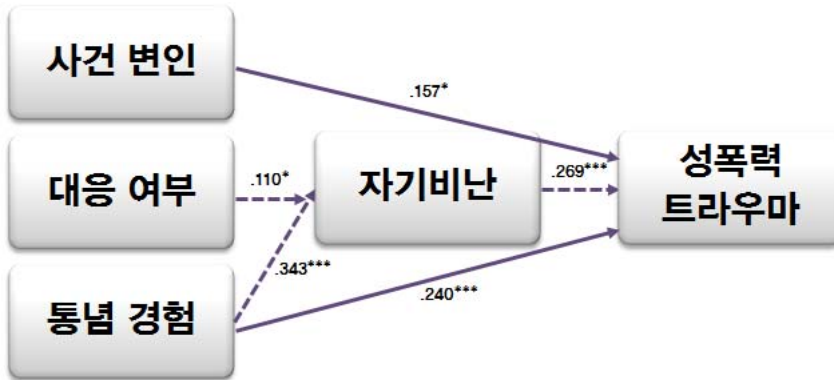 사건 변인
.157*
대응 여부
.110*
자기비난
.269***
성폭력
트라우마
.343***
통념 경험
.240***